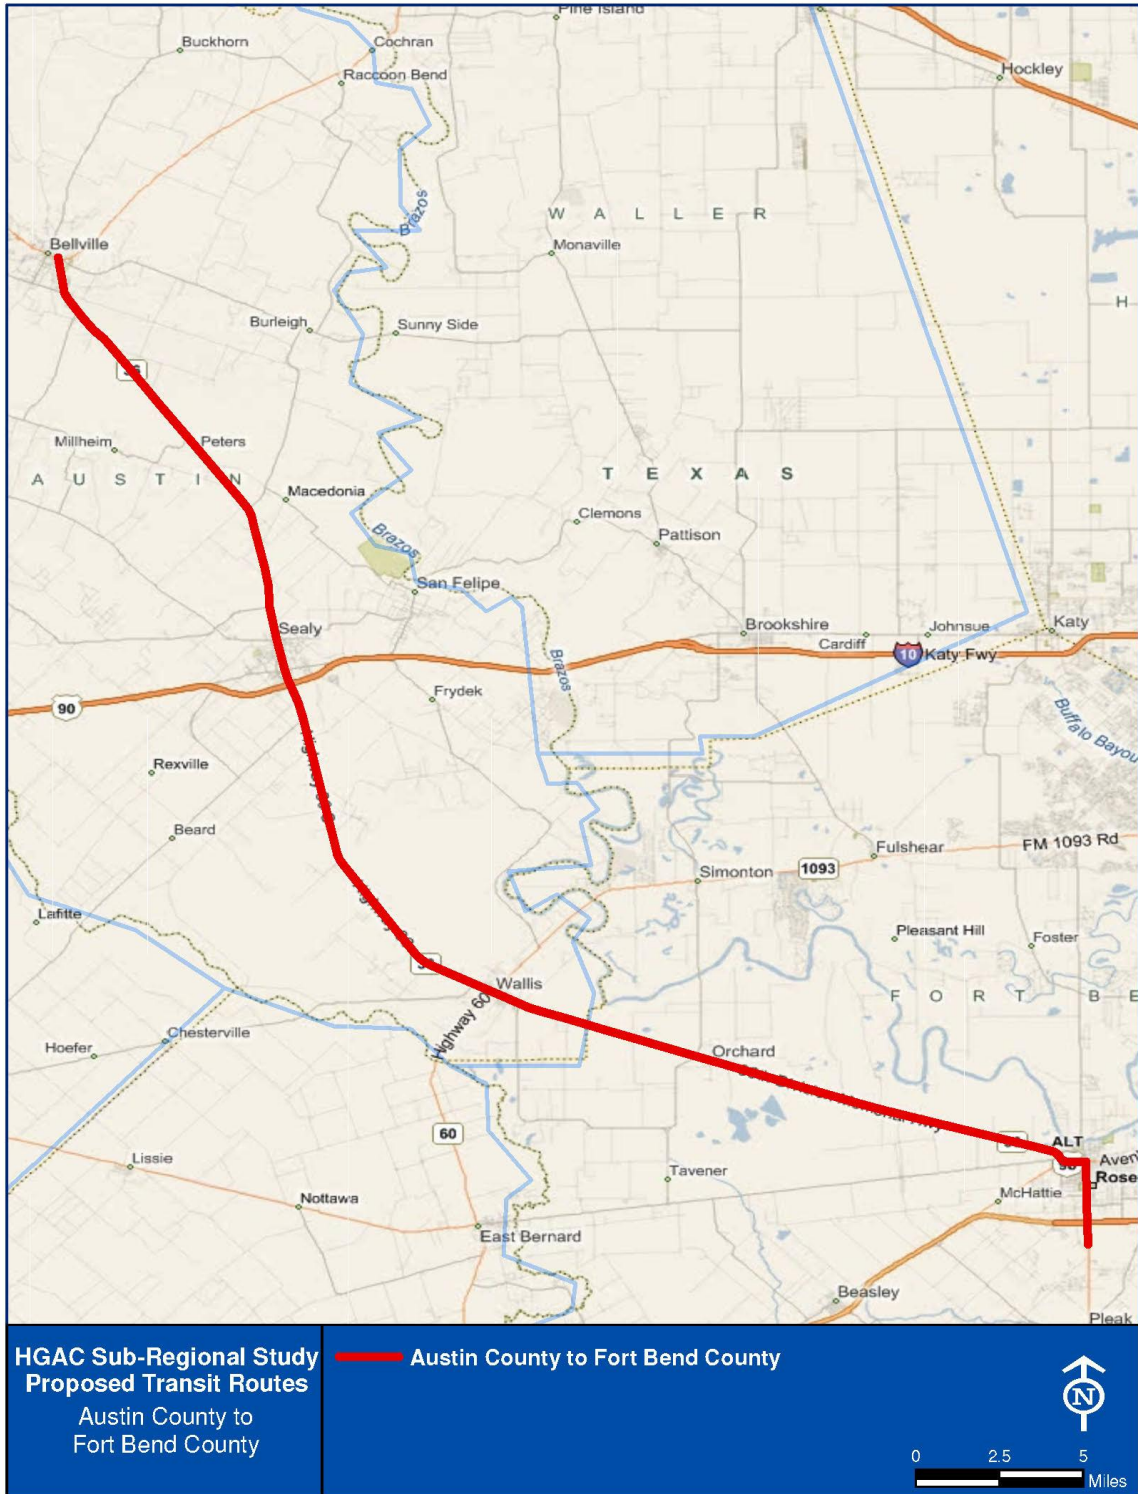 Pine Island
Buckhorn
Cochran
Raccoon Bend
Hockley
Brazos
W A L L E R
Bellville
Monaville
H
Burleigh
Sunny Side
Millheim
Peters
A U S T I N
T E X A S
Macedonia
Clemons
Brazos
Pattison
San Felipe
Sealy
Brookshire
Cardiff
Johnsue
Katy
10
Katy Fwy
Brazos
Frydek
90
Buffalo Bayou
Rexville
Beard
Fulshear
FM 1093 Rd
Simonton
1093
Lafitte
Pleasant Hill
Foster
Wallis
F O R T B E
Highway 60
Chesterville
Hoefer
Orchard
60
ALT
90
Lissie
Tavener
Rose
McHattie
Nottawa
East Bernard
Beasley
Pleak
HGAC Sub-Regional Study
Proposed Transit Routes
Austin County to
Fort Bend County
Austin County to Fort Bend County
N
0 2.5 5
Miles